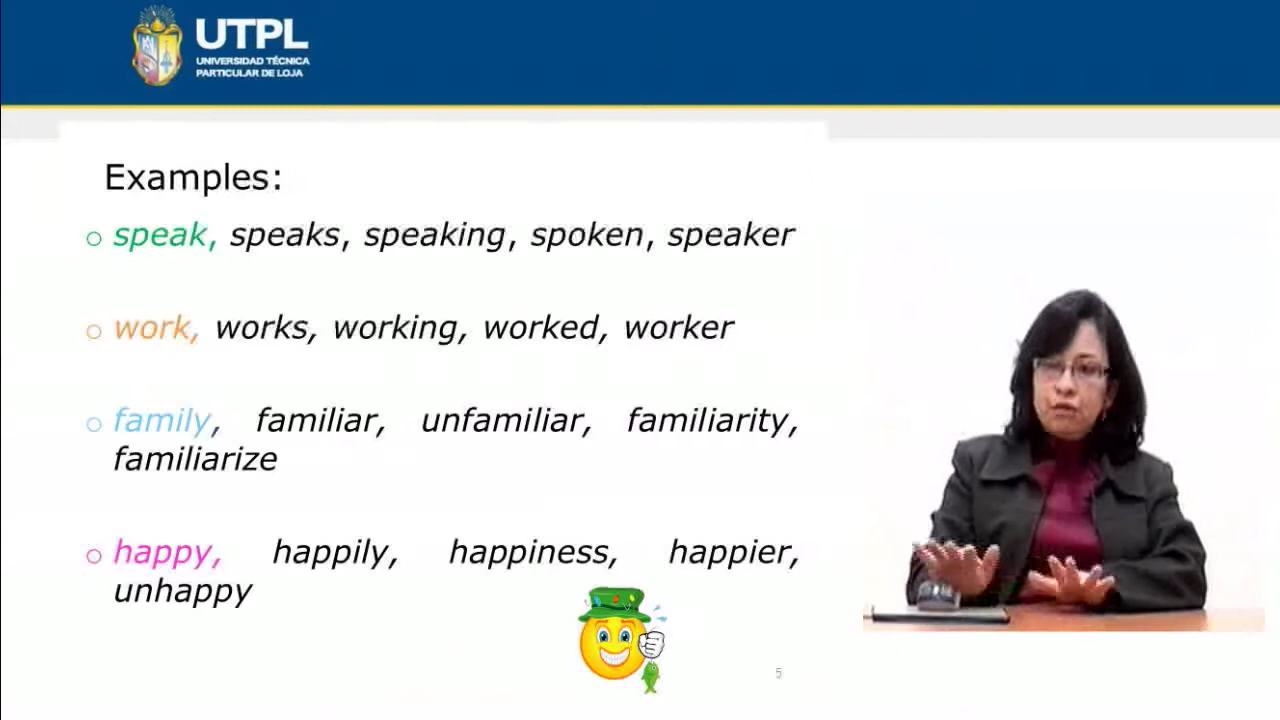 UTPL
UNIVERSIDAD TÉCNICA
PARTICULAR DE LOJA
Examples:
speak, speaks, speaking, spoken, speaker
work, works, working, worked, worker
family, familiar, unfamiliar, familiarity,
familiarize
happy, happily, happiness, happier,
unhappy
5